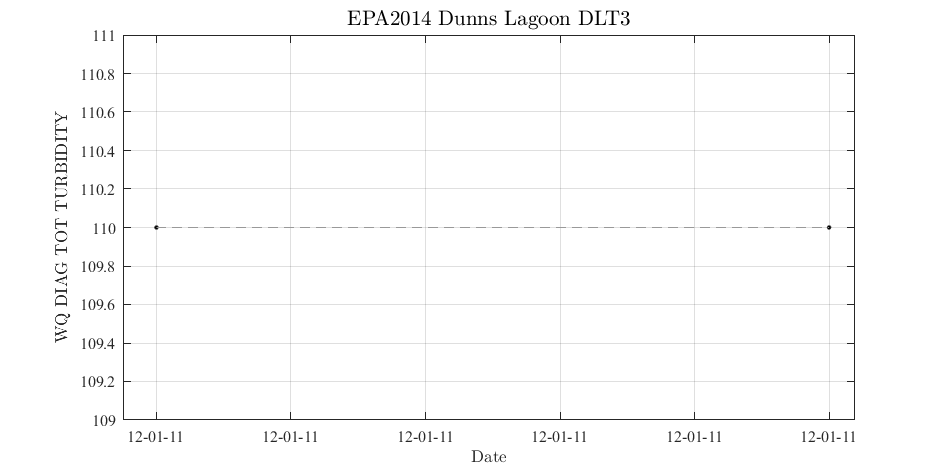 EPA2014 Dunns Lagoon DLT3
111
110.8
110.6
110.4
110.2
110
109.8
109.6
109.4
109.2
109
WQ DIAG TOT TURBIDITY
12-01-11 12-01-11 12-01-11 12-01-11 12-01-11 12-01-11
Date